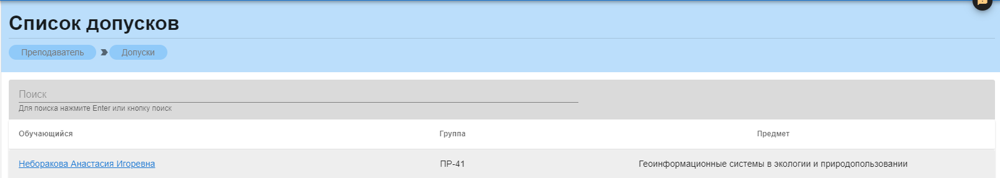 Список допусков
Преподаватель Допуски
Поиск
Для поиска нажмите Enter или кнопку поиск
Обучающийся Группа Предмет
Неборакова Анастасия Игоревна ПР-41 Геоинформационные системы в экологии и природопользовании